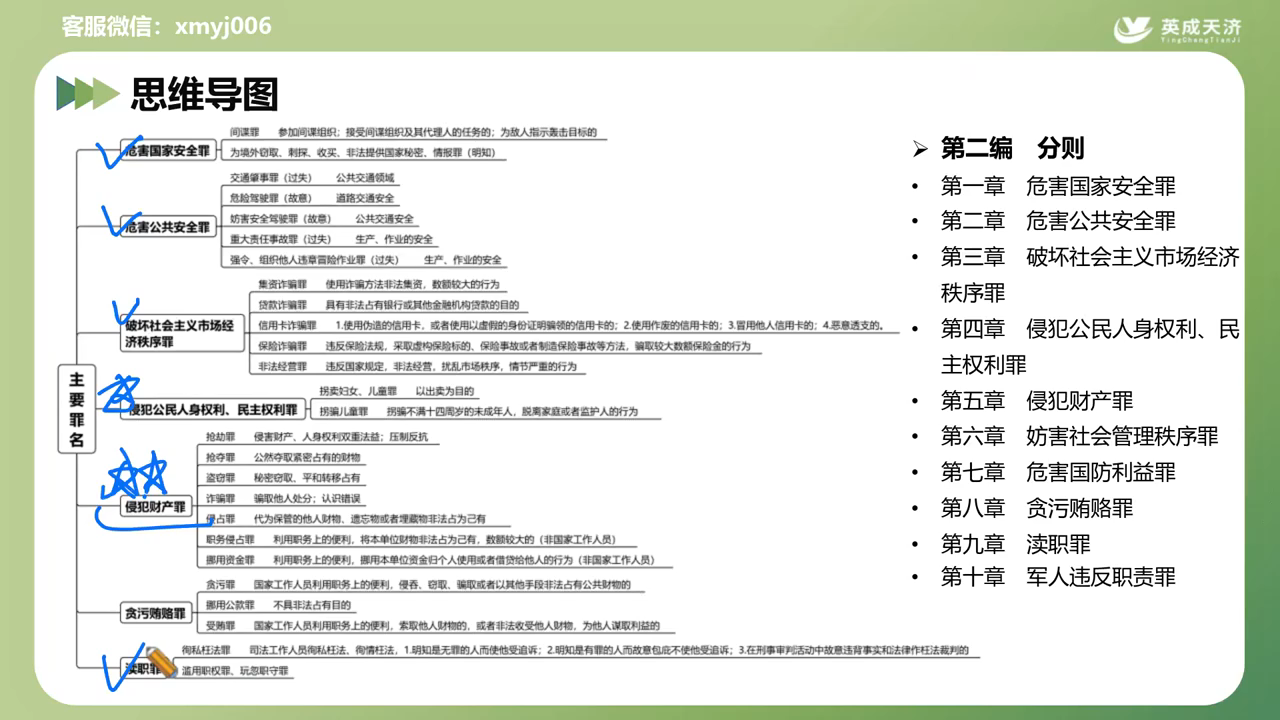 客服微信：xmyj006
英成天济
YingChengTianJi
思维导图
主要罪名
危害国家安全罪
间谍罪 参加间谍组织；接受间谍组织及其代理人的任务的；为敌人指示轰击目标的
为境外窃取、刺探、收买、非法提供国家秘密、情报罪（明知）
危害公共安全罪
交通肇事罪（过失） 公共交通领域
危险驾驶罪（故意） 道路交通安全
妨害安全驾驶罪（故意） 公共交通安全
重大责任事故罪（过失） 生产、作业的安全
强令、组织他人违章冒险作业罪（过失） 生产、作业的安全
破坏社会主义市场经
济秩序罪
集资诈骗罪 使用诈骗方法非法集资，数额较大的行为
贷款诈骗罪 具有非法占有银行或其他金融机构贷款的目的
信用卡诈骗罪 1.使用伪造的信用卡，或者使用以虚假的身份证明骗领的信用卡的；2.使用作废的信用卡的；3.冒用他人信用卡的；4.恶意透支的。
保险诈骗罪 违反保险法规，采取虚构保险标的、保险事故或者制造保险事故等方法，骗取较大数额保险金的行为
非法经营罪 违反国家规定，非法经营，扰乱市场秩序，情节严重的行为
侵犯公民人身权利、民主权利罪
拐卖妇女、儿童罪 以出卖为目的
拐骗儿童罪 拐骗不满十四周岁的未成年人，脱离家庭或者监护人的行为
侵犯财产罪
抢劫罪 侵害财产、人身权利双重法益；压制反抗
抢夺罪 公然夺取紧密占有的财物
盗窃罪 秘密窃取、平和转移占有
诈骗罪 骗取他人处分；认识错误
侵占罪 代为保管的他人财物、遗忘物或者埋藏物非法占为己有
职务侵占罪 利用职务上的便利，将本单位财物非法占为己有，数额较大的（非国家工作人员）
挪用资金罪 利用职务上的便利，挪用本单位资金归个人使用或者借贷给他人的行为（非国家工作人员）
贪污贿赂罪
贪污罪 国家工作人员利用职务上的便利，侵吞、窃取、骗取或者以其他手段非法占有公共财物的
挪用公款罪 不具非法占有目的
受贿罪 国家工作人员利用职务上的便利，索取他人财物的，或者非法收受他人财物，为他人谋取利益的
渎职罪
徇私枉法罪 司法工作人员徇私枉法、徇情枉法，1.明知是无罪的人而使他受追诉；2.明知是有罪的人而故意包庇不使他受追诉；3.在刑事审判活动中故意违背事实和法律作枉法裁判的
滥用职权罪、玩忽职守罪
➢ 第二编 分则
• 第一章 危害国家安全罪
• 第二章 危害公共安全罪
• 第三章 破坏社会主义市场经济
秩序罪
• 第四章 侵犯公民人身权利、民
主权利罪
• 第五章 侵犯财产罪
• 第六章 妨害社会管理秩序罪
• 第七章 危害国防利益罪
• 第八章 贪污贿赂罪
• 第九章 渎职罪
• 第十章 军人违反职责罪